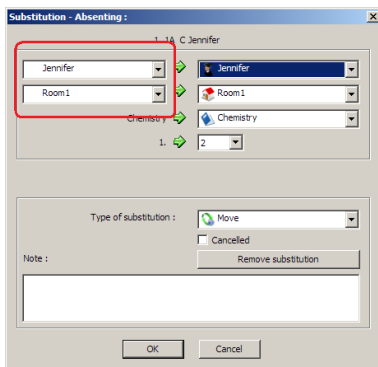 Substitution - Absenting :
1. 1A C Jennifer
Jennifer Jennifer
Room1 Room1
Chemistry Chemistry
1. 2
Type of substitution : Move
Cancelled
Note : Remove substitution
OK Cancel